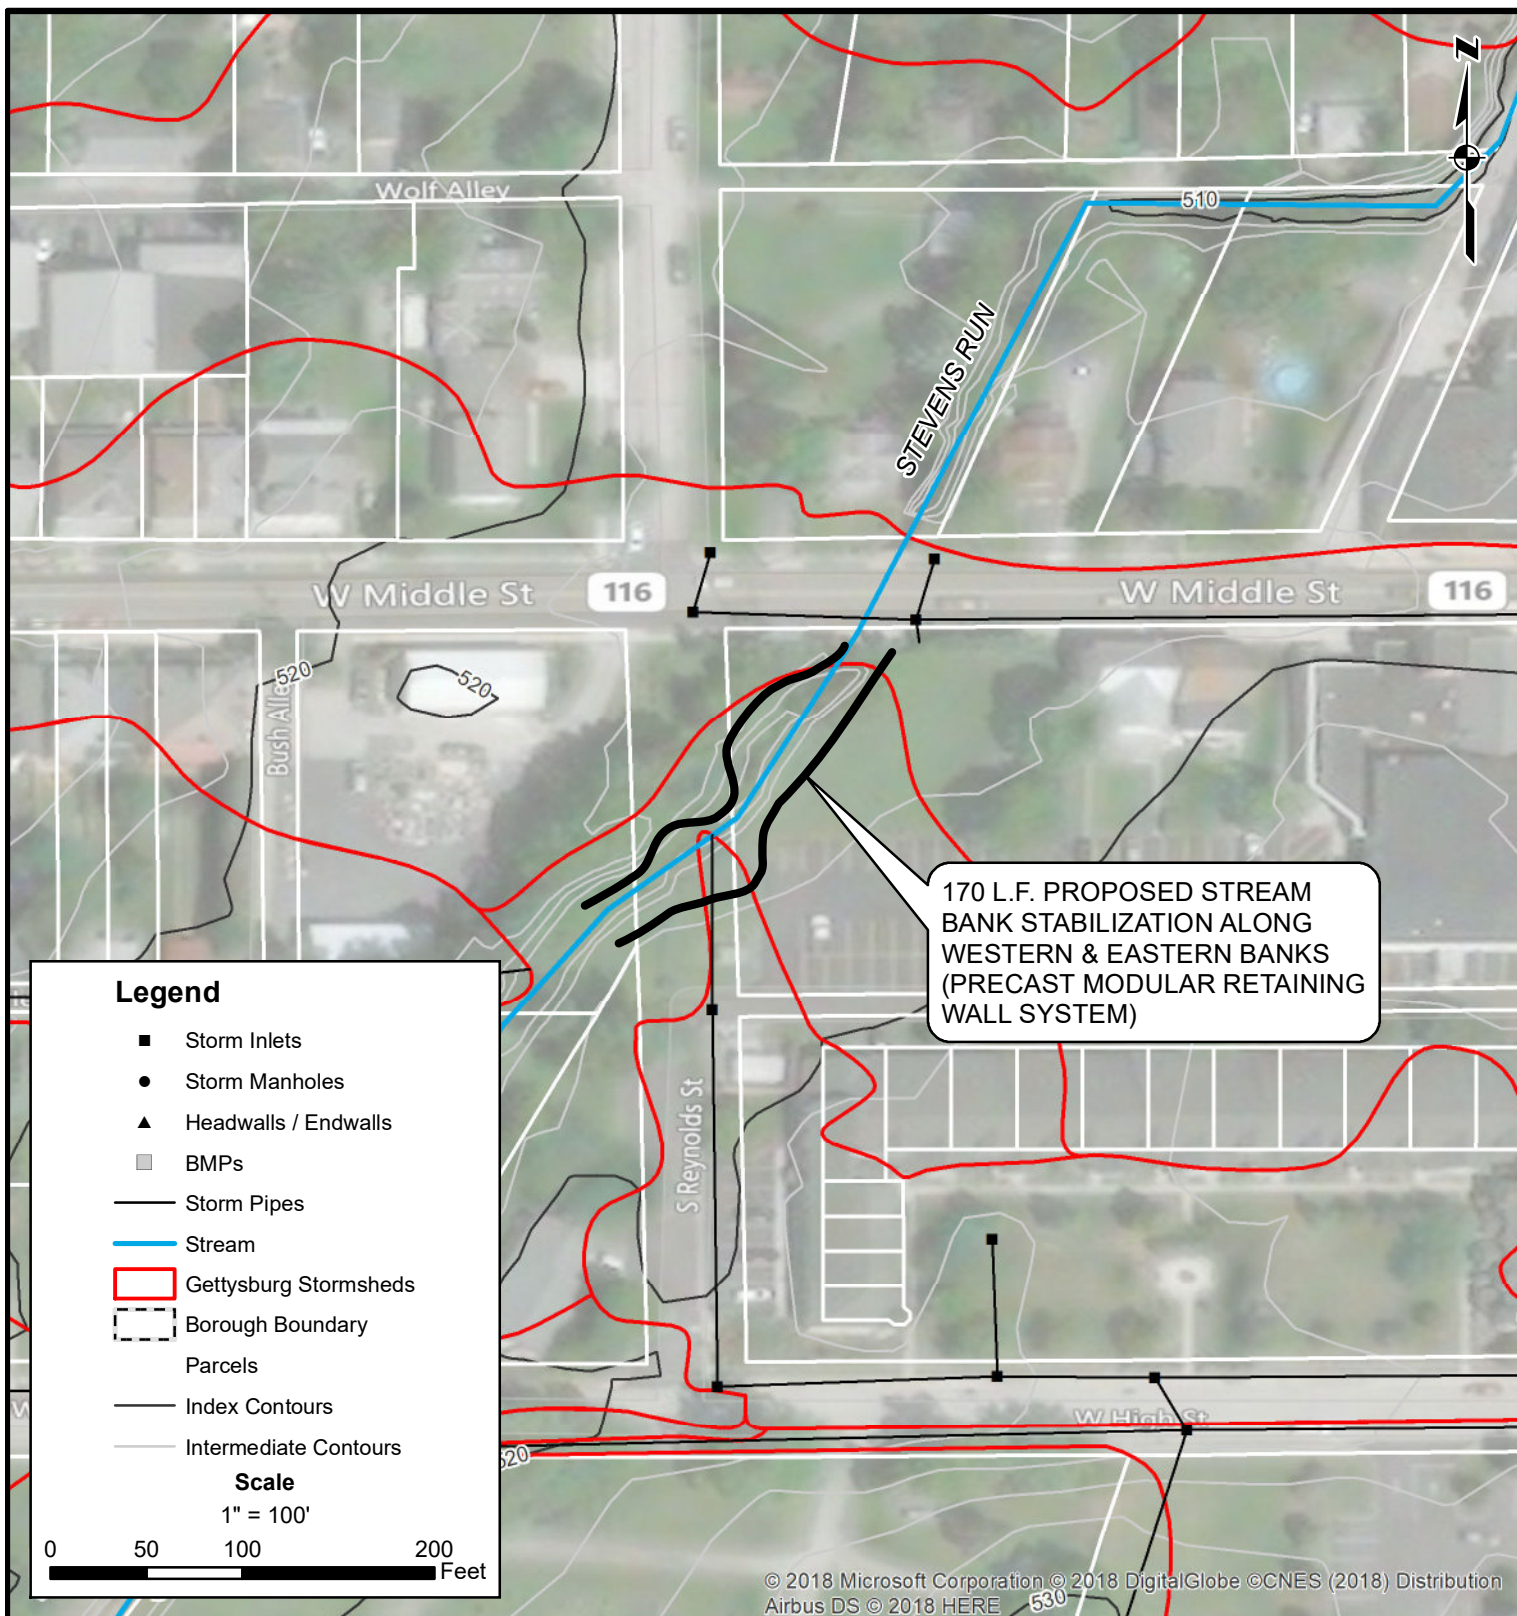 N
Wolf Alley
510
STEVENS RUN
W Middle St
116
W Middle St
116
520
520
Bush Alle
170 L.F. PROPOSED STREAM
BANK STABILIZATION ALONG
WESTERN & EASTERN BANKS
(PRECAST MODULAR RETAINING
WALL SYSTEM)
S Reynolds St
W High St
520
530
Legend
Storm Inlets
Storm Manholes
Headwalls / Endwalls
BMPs
Storm Pipes
Stream
Gettysburg Stormsheds
Borough Boundary
Parcels
Index Contours
Intermediate Contours
Scale
1" = 100'
0 50 100 200
Feet
© 2018 Microsoft Corporation © 2018 DigitalGlobe ©CNES (2018) Distribution
Airbus DS © 2018 HERE